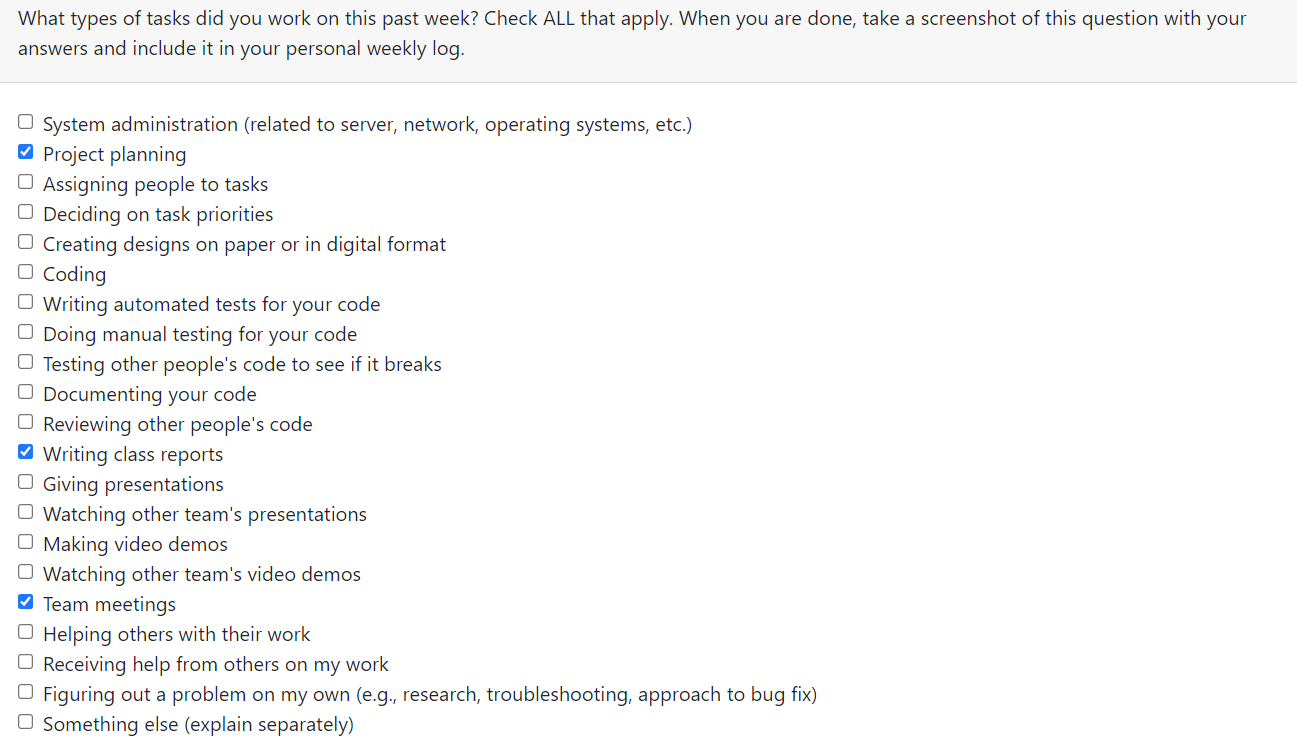 What types of tasks did you work on this past week? Check ALL that apply. When you are done, take a screenshot of this question with your
answers and include it in your personal weekly log.
System administration (related to server, network, operating systems, etc.)
Project planning
Assigning people to tasks
Deciding on task priorities
Creating designs on paper or in digital format
Coding
Writing automated tests for your code
Doing manual testing for your code
Testing other people's code to see if it breaks
Documenting your code
Reviewing other people's code
Writing class reports
Giving presentations
Watching other team's presentations
Making video demos
Watching other team's video demos
Team meetings
Helping others with their work
Receiving help from others on my work
Figuring out a problem on my own (e.g., research, troubleshooting, approach to bug fix)
Something else (explain separately)